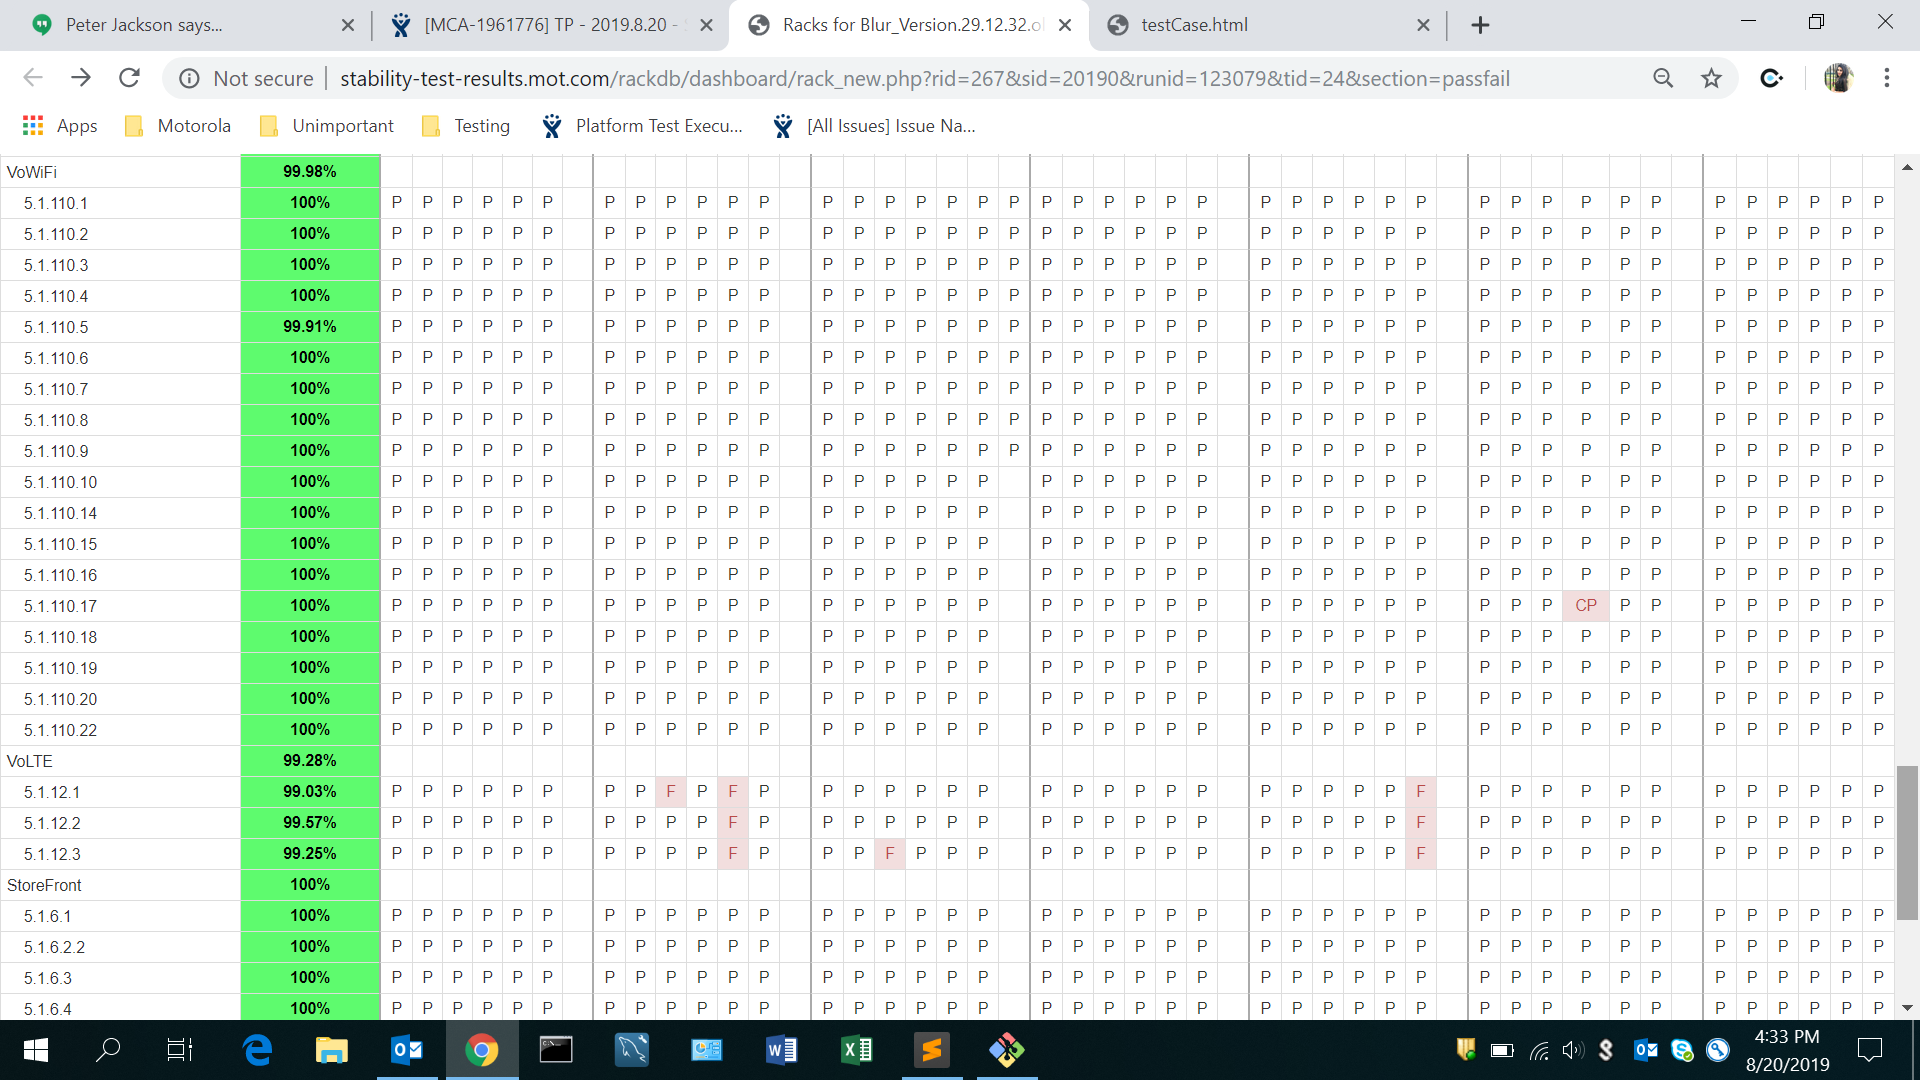 Peter Jackson says... [MCA-1961776] TP - 2019.8.20 - Racks for Blur_Version.29.12.32.ol testCase.html
Not secure stability-test-results.mot.com/rackdb/dashboard/rack_new.php?rid=267&sid=20190&runid=123079&tid=24&section=passfail
Apps Motorola Unimportant Testing Platform Test Execu... [All Issues] Issue Na...
VoWiFi 99.98%
5.1.110.1 100% P P P P P P P P P P P P P P P P P P P P P P P P P P P P P P P P P P P P P P P P P P P
5.1.110.2 100% P P P P P P P P P P P P P P P P P P P P P P P P P P P P P P P P P P P P P P P P P P P
5.1.110.3 100% P P P P P P P P P P P P P P P P P P P P P P P P P P P P P P P P P P P P P P P P P P P
5.1.110.4 100% P P P P P P P P P P P P P P P P P P P P P P P P P P P P P P P P P P P P P P P P P P P
5.1.110.5 99.91% P P P P P P P P P P P P P P P P P P P P P P P P P P P P P P P P P P P P P P P P P P P
5.1.110.6 100% P P P P P P P P P P P P P P P P P P P P P P P P P P P P P P P P P P P P P P P P P P P
5.1.110.7 100% P P P P P P P P P P P P P P P P P P P P P P P P P P P P P P P P P P P P P P P P P P P
5.1.110.8 100% P P P P P P P P P P P P P P P P P P P P P P P P P P P P P P P P P P P P P P P P P P P
5.1.110.9 100% P P P P P P P P P P P P P P P P P P P P P P P P P P P P P P P P P P P P P P P P P P P
5.1.110.10 100% P P P P P P P P P P P P P P P P P P P P P P P P P P P P P P P P P P P P P P P P P P
5.1.110.14 100% P P P P P P P P P P P P P P P P P P P P P P P P P P P P P P P P P P P P P P P P P P
5.1.110.15 100% P P P P P P P P P P P P P P P P P P P P P P P P P P P P P P P P P P P P P P P P P P
5.1.110.16 100% P P P P P P P P P P P P P P P P P P P P P P P P P P P P P P P P P P P P P P P P P P
5.1.110.17 100% P P P P P P P P P P P P P P P P P P P P P P P P P P P P P P P P P CP P P P P P P P P
5.1.110.18 100% P P P P P P P P P P P P P P P P P P P P P P P P P P P P P P P P P P P P P P P P P P
5.1.110.19 100% P P P P P P P P P P P P P P P P P P P P P P P P P P P P P P P P P P P P P P P P P P
5.1.110.20 100% P P P P P P P P P P P P P P P P P P P P P P P P P P P P P P P P P P P P P P P P P P
5.1.110.22 100% P P P P P P P P P P P P P P P P P P P P P P P P P P P P P P P P P P P P P P P P P P
VoLTE 99.28%
5.1.12.1 99.03% P P P P P P P P F P F P P P P P P P P P P P P P P P P P P F P P P P P P P P P P P P
5.1.12.2 99.57% P P P P P P P P P P F P P P P P P P P P P P P P P P P P P F P P P P P P P P P P P P
5.1.12.3 99.25% P P P P P P P P P P F P P P F P P P P P P P P P P P P P P F P P P P P P P P P P P P
StoreFront 100%
5.1.6.1 100% P P P P P P P P P P P P P P P P P P P P P P P P P P P P P P P P P P P P P P P P P P
5.1.6.2.2 100% P P P P P P P P P P P P P P P P P P P P P P P P P P P P P P P P P P P P P P P P P P
5.1.6.3 100% P P P P P P P P P P P P P P P P P P P P P P P P P P P P P P P P P P P P P P P P P P
5.1.6.4 100% P P P P P P P P P P P P P P P P P P P P P P P P P P P P P P P P P P P P P P P P P P
4:33 PM
8/20/2019